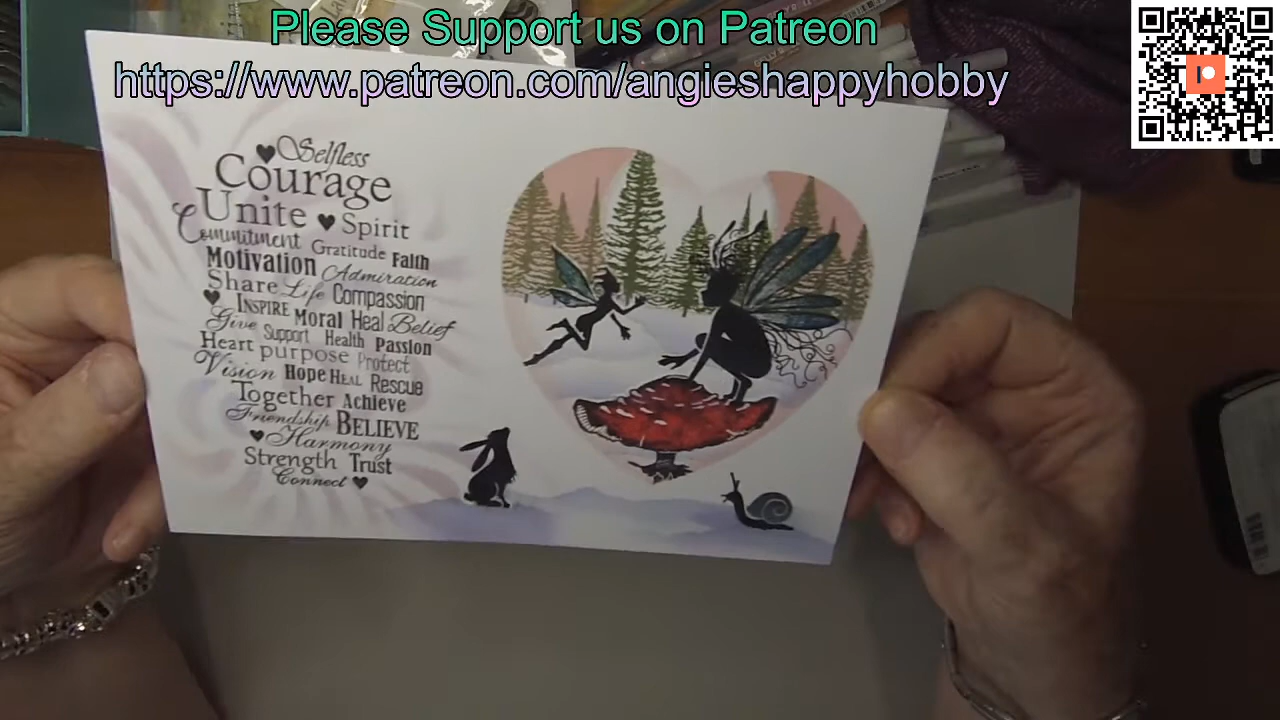 Please Support us on Patreon
https://www.patreon.com/angieshappyhobby
Selfless
Courage
Unite Spirit
Commitment Gratitude Faith
Motivation Admiration
Share Life Compassion
Inspire Moral Heal Belief
Give Support Health Passion
Heart purpose Protect
Vision Hope Heal Rescue
Together Achieve
Friendship BELIEVE
Harmony
Strength Trust
Connect